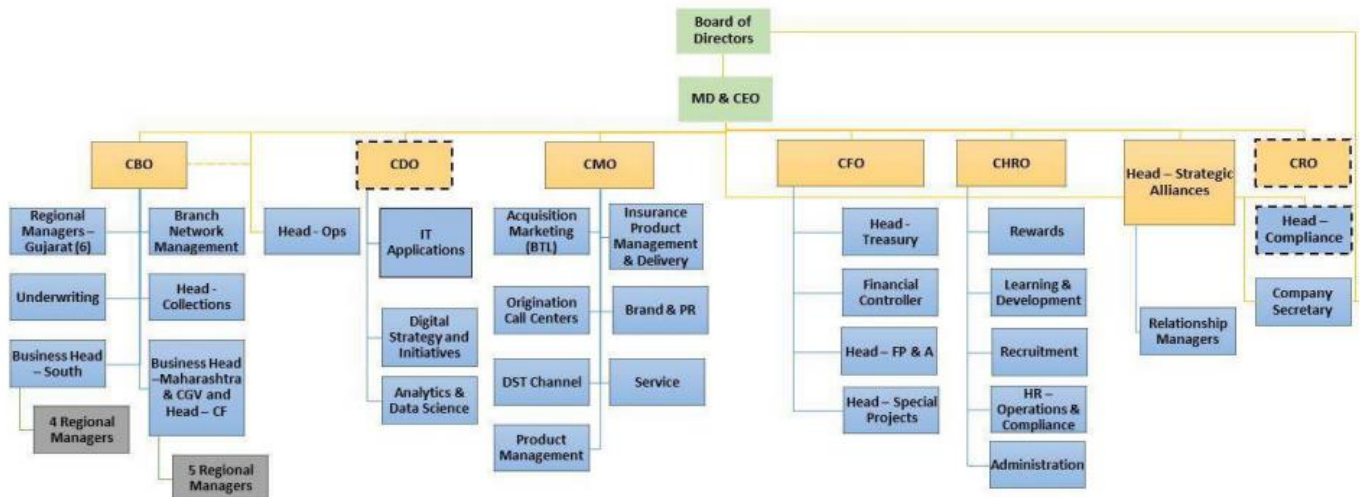 Board of
Directors
MD & CEO
CBO
CDO
CMO
CFO
CHRO
Head – Strategic
Alliances
CRO
Regional
Managers –
Gujarat (6)
Branch
Network
Management
Head - Ops
IT
Applications
Acquisition
Marketing
(BTL)
Insurance
Product
Management
& Delivery
Head -
Treasury
Rewards
Head –
Compliance
Underwriting
Head -
Collections
Digital
Strategy and
Initiatives
Origination
Call Centers
Brand & PR
Financial
Controller
Learning &
Development
Relationship
Managers
Company
Secretary
Business Head
– South
Business Head
–Maharashtra
& CGV and
Head – CF
Analytics &
Data Science
DST Channel
Service
Head – FP & A
Recruitment
4 Regional
Managers
5 Regional
Managers
Product
Management
Head – Special
Projects
HR –
Operations &
Compliance
Administration